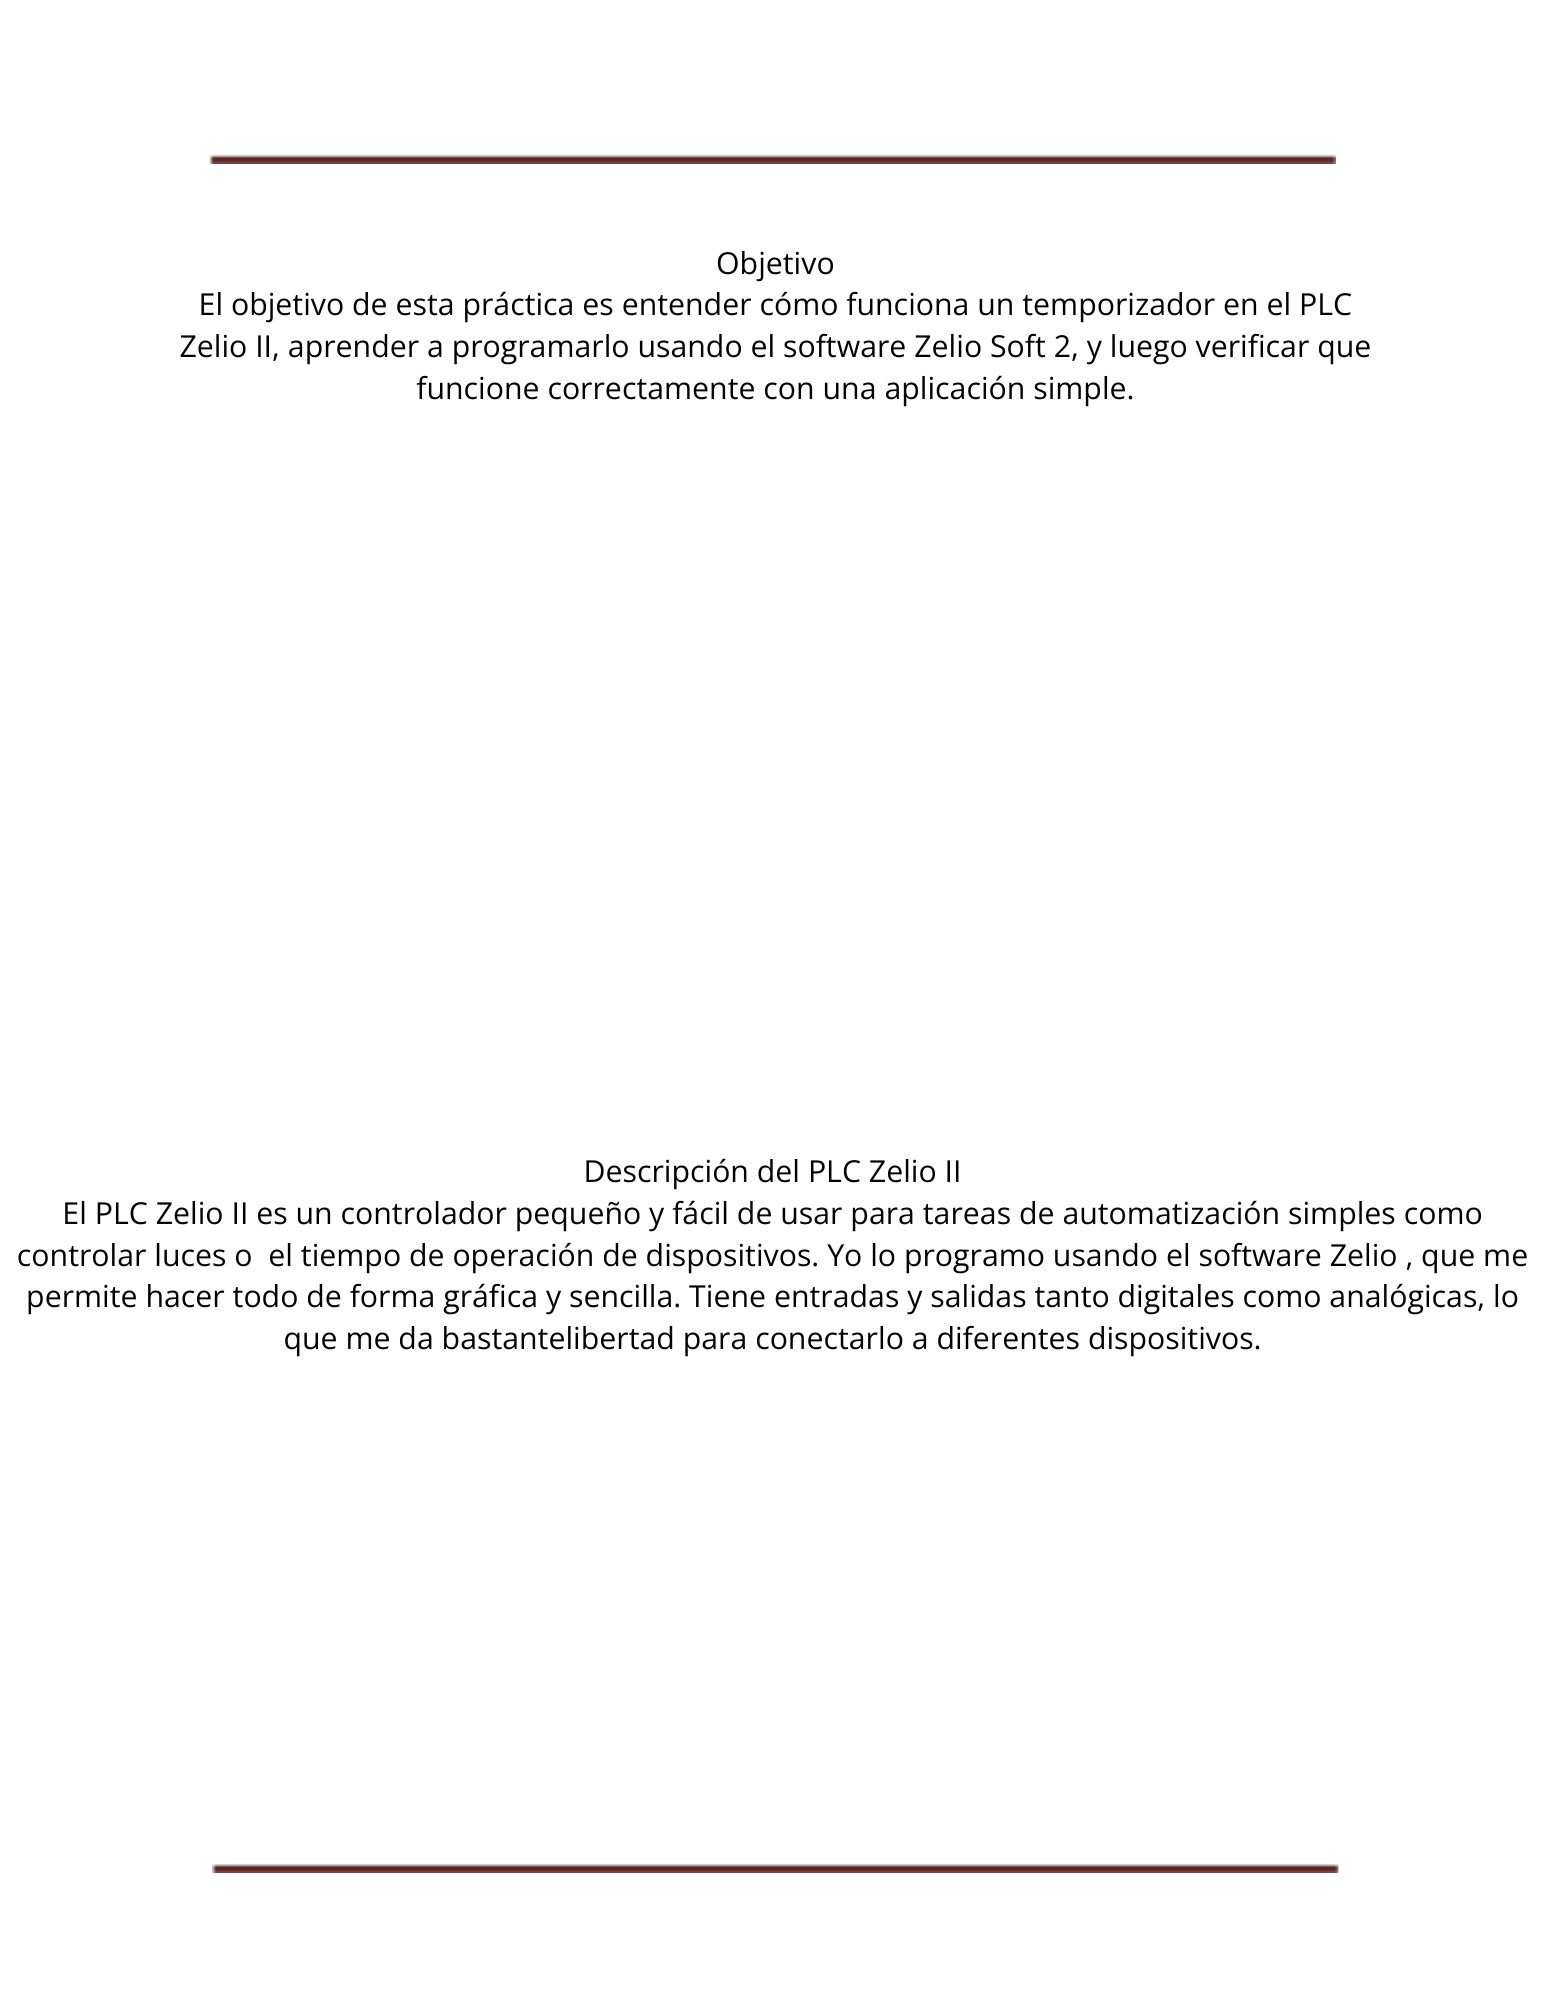 Objetivo
El objetivo de esta práctica es entender cómo funciona un temporizador en el PLC
Zelio II, aprender a programarlo usando el software Zelio Soft 2, y luego verificar que
funcione correctamente con una aplicación simple.
Descripción del PLC Zelio II
El PLC Zelio II es un controlador pequeño y fácil de usar para tareas de automatización simples como
controlar luces o  el tiempo de operación de dispositivos. Yo lo programo usando el software Zelio , que me
permite hacer todo de forma gráfica y sencilla. Tiene entradas y salidas tanto digitales como analógicas, lo
que me da bastantelibertad para conectarlo a diferentes dispositivos.